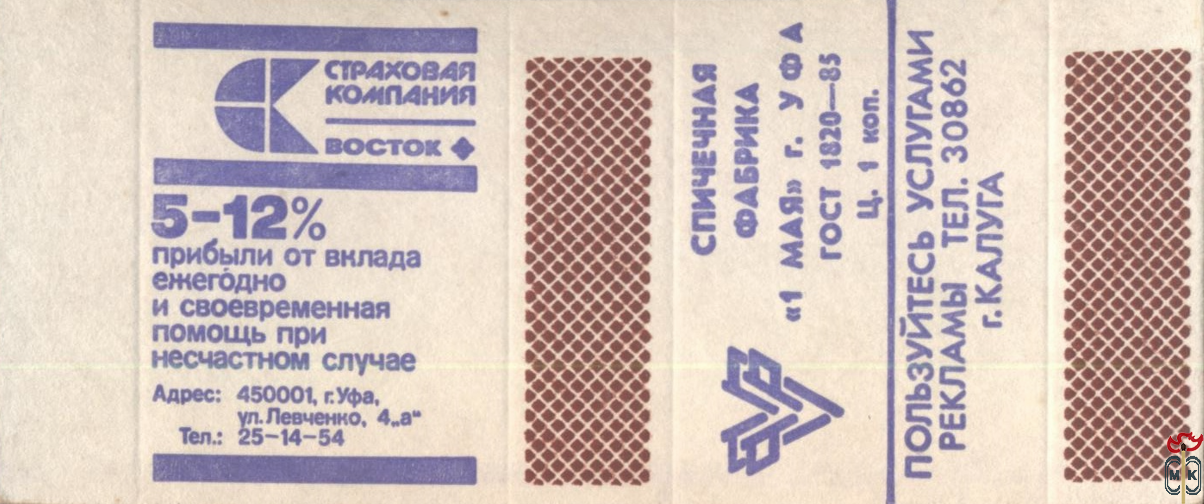 СТРАХОВАЯ
КОМПАНИЯ
ВОСТОК
5-12%
прибыли от вклада
ежегодно
и своевременная
помощь при
несчастном случае
Адрес: 450001, г.Уфа,
ул.Левченко, 4„а“
Тел.: 25-14-54
СПИЧЕЧНАЯ
ФАБРИКА
«1 МАЯ» г. УФА
ГОСТ 1820—85
Ц. 1 коп.
ПОЛЬЗУЙТЕСЬ УСЛУГАМИ
РЕКЛАМЫ ТЕЛ. 30862
г.КАЛУГА
МК